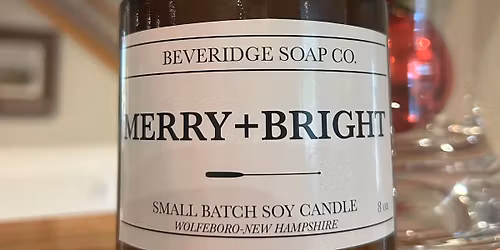 BEVERIDGE SOAP CO.
MERRY+BRIGHT
SMALL BATCH SOY CANDLE
8 oz
WOLFEBORO-NEW HAMPSHIRE